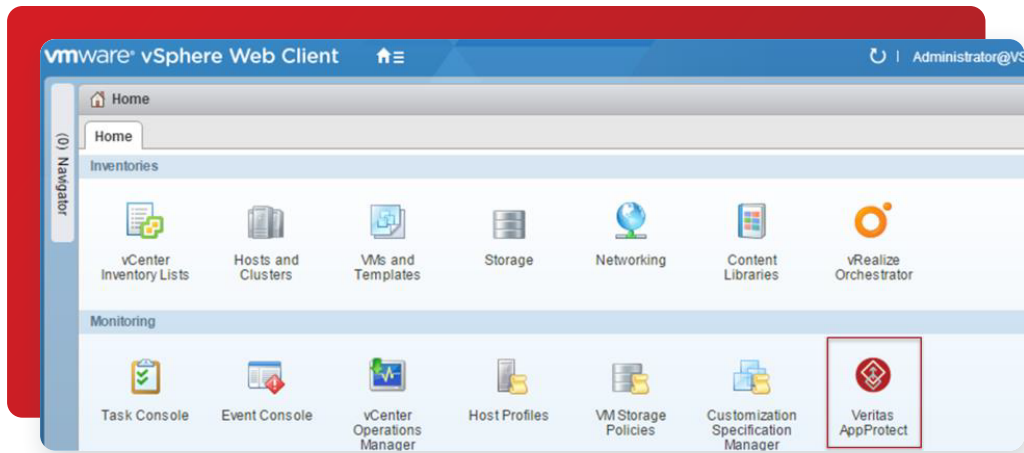 vmware® vSphere Web Client
Administrator@VS
(0) Navigator
Home
Home
Inventories
vCenter
Inventory Lists
Hosts and
Clusters
VMs and
Templates
Storage
Networking
Content
Libraries
vRealize
Orchestrator
Monitoring
Task Console
Event Console
vCenter
Operations
Manager
Host Profiles
VM Storage
Policies
Customization
Specification
Manager
Veritas
AppProtect